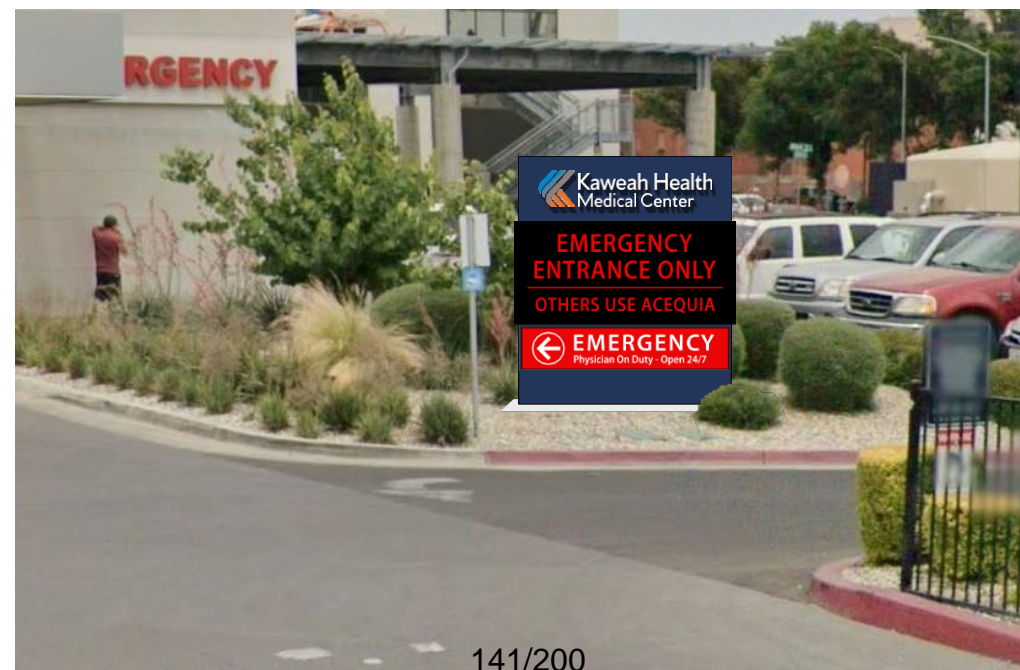 RGENCY
Kaweah Health
Medical Center
EMERGENCY
ENTRANCE ONLY
OTHERS USE ACEQUIA
EMERGENCY
Physician On Duty - Open 24/7
141/200